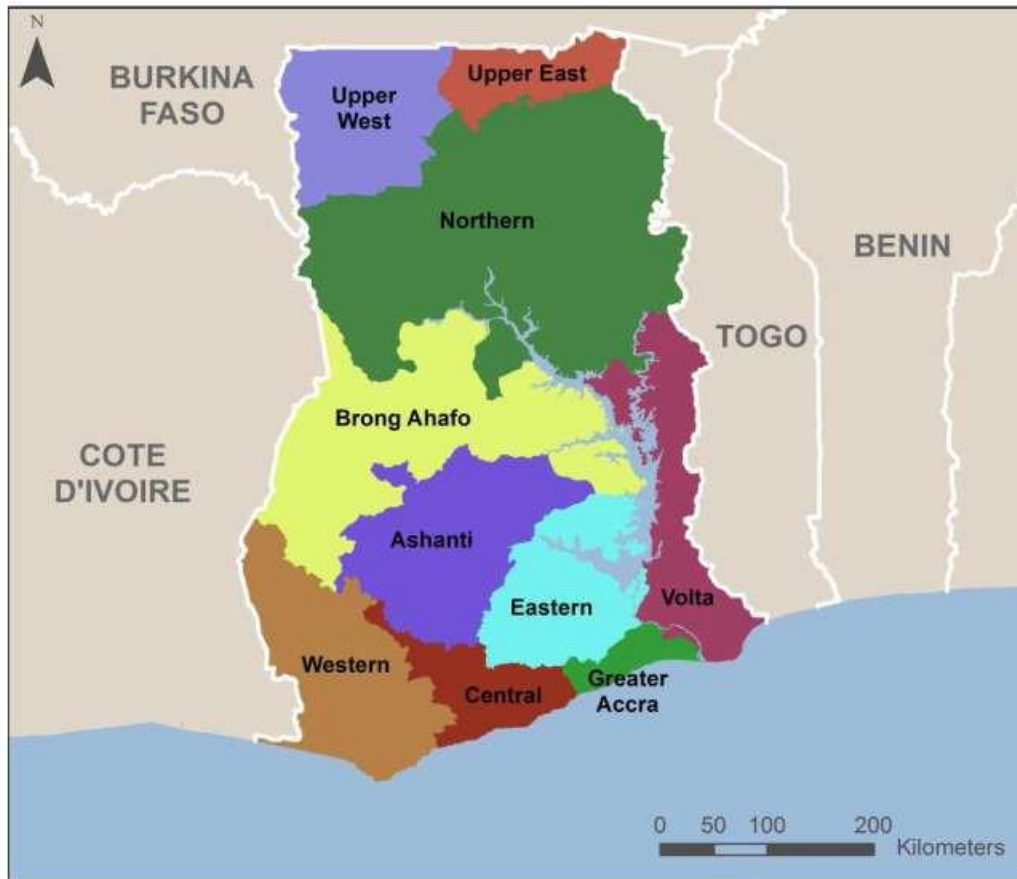 N
BURKINA
FASO
Upper
West
Upper East
Northern
BENIN
TOGO
Brong Ahafo
COTE
D'IVOIRE
Ashanti
Eastern
Volta
Western
Central
Greater
Accra
0 50 100 200
Kilometers